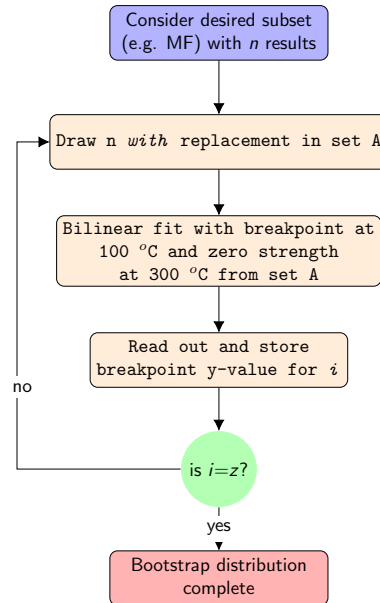 Consider desired subset
(e.g. MF) with n results
Draw n with replacement in set A
Bilinear fit with breakpoint at
100 °C and zero strength
at 300 °C from set A
Read out and store
breakpoint y-value for i
no
is i=z?
yes
Bootstrap distribution
complete